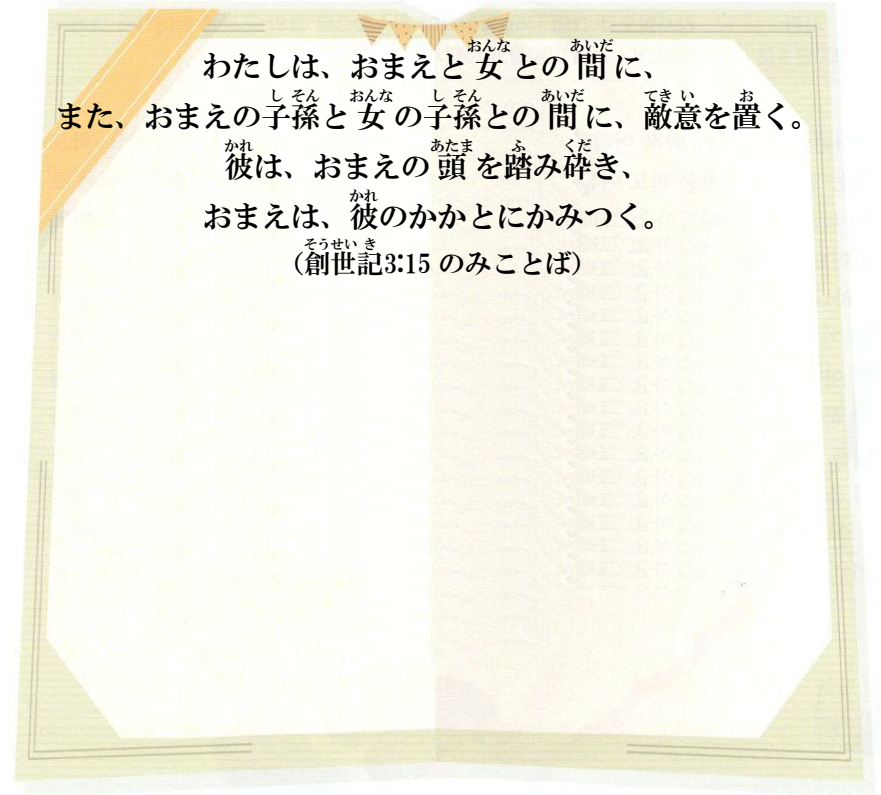 わたしは、おまえと女との間に、
また、おまえの子孫と女の子孫との間に、敵意を置く。
彼は、おまえの頭を踏み砕き、
おまえは、彼のかかとにかみつく。
(創世記3:15 のみことば)